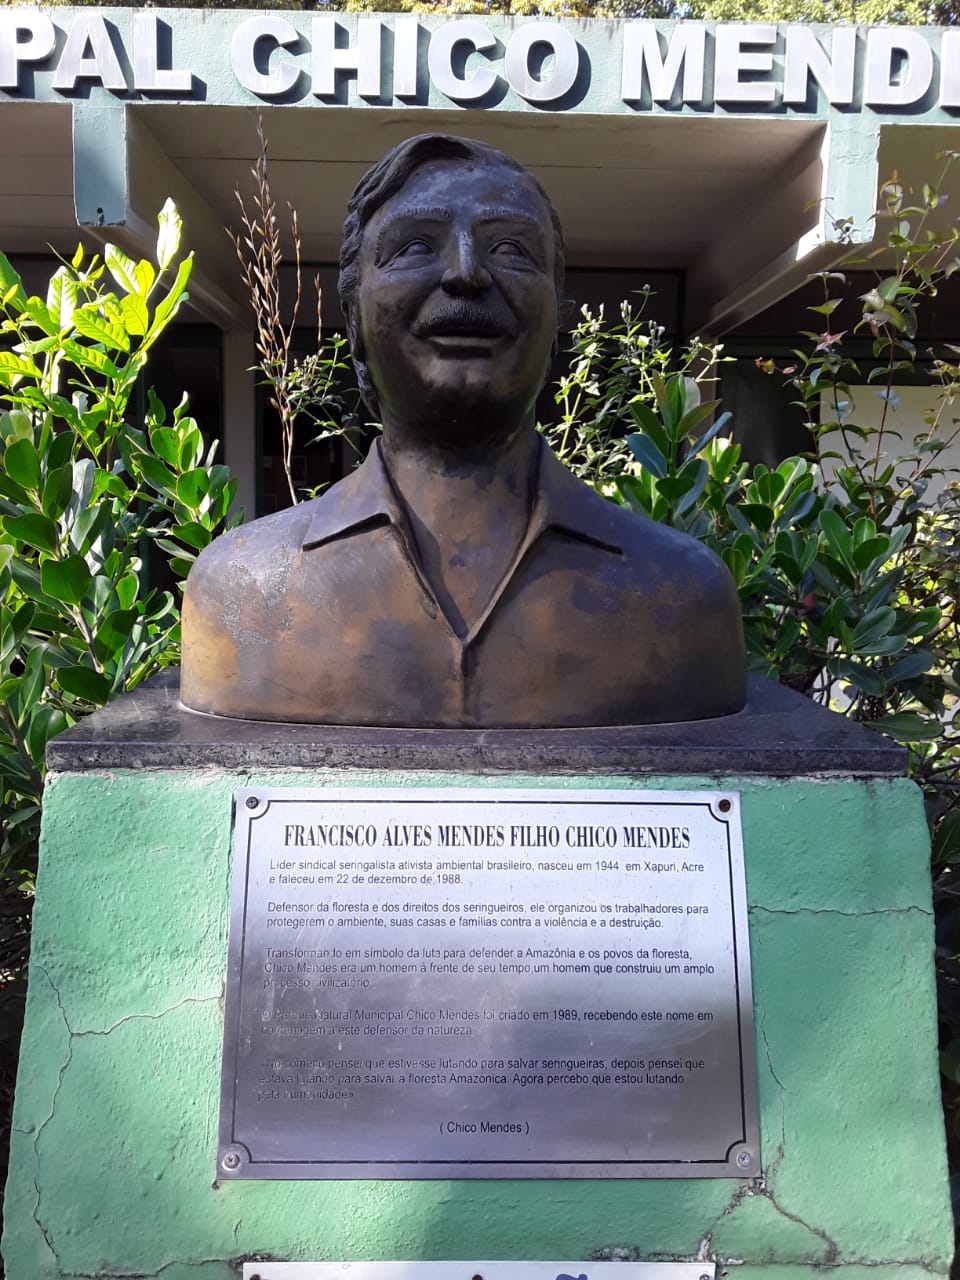 PAL CHICO MENDE
FRANCISCO ALVES MENDES FILHO CHICO MENDES
Líder sindical seringalista ativista ambiental brasileiro, nasceu em 1944 em Xapuri, Acre
e faleceu em 22 de dezembro de 1988.
Defensor da floresta e dos direitos dos seringueiros, ele organizou os trabalhadores para
protegerem o ambiente, suas casas e famílias contra a violência e a destruição.
Transformando em símbolo da luta para defender a Amazônia e os povos da floresta,
Chico Mendes era um homem à frente de seu tempo,um homem que construiu um amplo
processo civilizatório.
O Parque Natural Municipal Chico Mendes foi criado em 1989, recebendo este nome em
homenagem a este defensor da natureza.
«No começo pensei que estivesse lutando para salvar seringueiras, depois pensei que
estava lutando para salvar a floresta Amazonica. Agora percebo que estou lutando
pela humanidade»
( Chico Mendes )